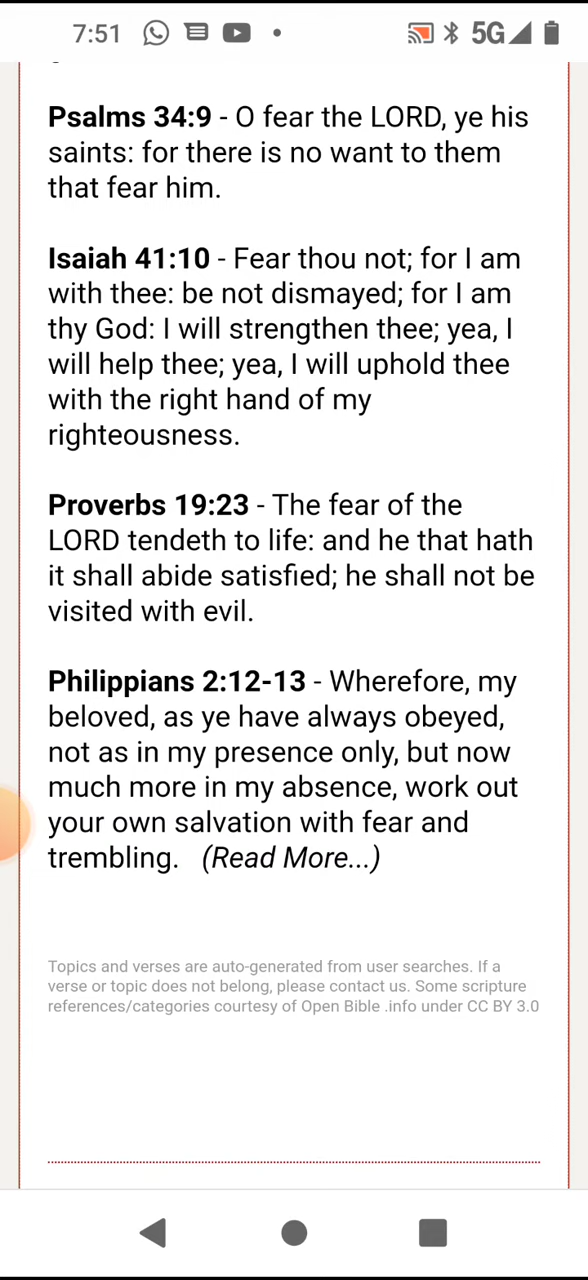 7:51
5G
Psalms 34:9 - O fear the LORD, ye his
saints: for there is no want to them
that fear him.
Isaiah 41:10 - Fear thou not; for I am
with thee: be not dismayed; for I am
thy God: I will strengthen thee; yea, I
will help thee; yea, I will uphold thee
with the right hand of my
righteousness.
Proverbs 19:23 - The fear of the
LORD tendeth to life: and he that hath
it shall abide satisfied; he shall not be
visited with evil.
Philippians 2:12-13 - Wherefore, my
beloved, as ye have always obeyed,
not as in my presence only, but now
much more in my absence, work out
your own salvation with fear and
trembling. (Read More...)
Topics and verses are auto-generated from user searches. If a
verse or topic does not belong, please contact us. Some scripture
references/categories courtesy of Open Bible .info under CC BY 3.0